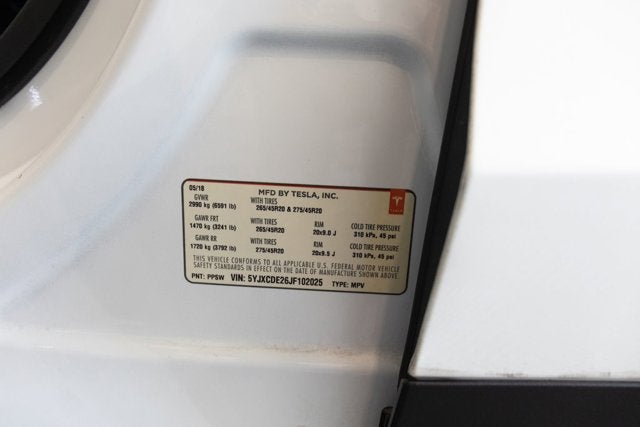 05/18 MFD BY TESLA, INC. TESLA
GVWR WITH TIRES
2990 kg (6591 lb) 265/45R20 & 275/45R20
GAWR FRT WITH TIRES RIM COLD TIRE PRESSURE
1470 kg (3241 lb) 265/45R20 20x9.0 J 310 kPa, 45 psi
GAWR RR WITH TIRES RIM COLD TIRE PRESSURE
1720 kg (3792 lb) 275/45R20 20x9.5 J 310 kPa, 45 psi
THIS VEHICLE CONFORMS TO ALL APPLICABLE U.S. FEDERAL MOTOR VEHICLE
SAFETY STANDARDS IN EFFECT ON THE DATE OF MANUFACTURE SHOWN ABOVE.
PNT: PPSW VIN: 5YJXCDE26JF102025 TYPE: MPV